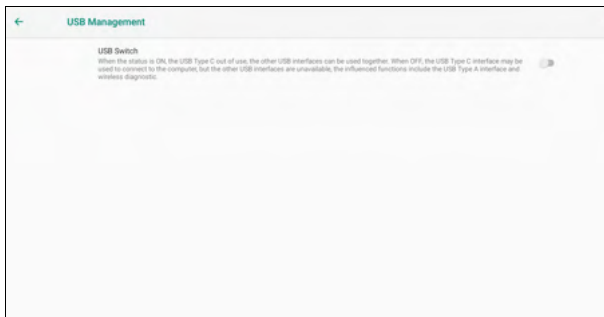 USB Management
USB Switch
When the status is ON, the USB Type C out of use, the other USB interfaces can be used together. When OFF, the USB Type C interface may be
used to connect to the computer, but the other USB interfaces are unavailable, the influenced functions include the USB Type A interface and
wireless diagnostic.